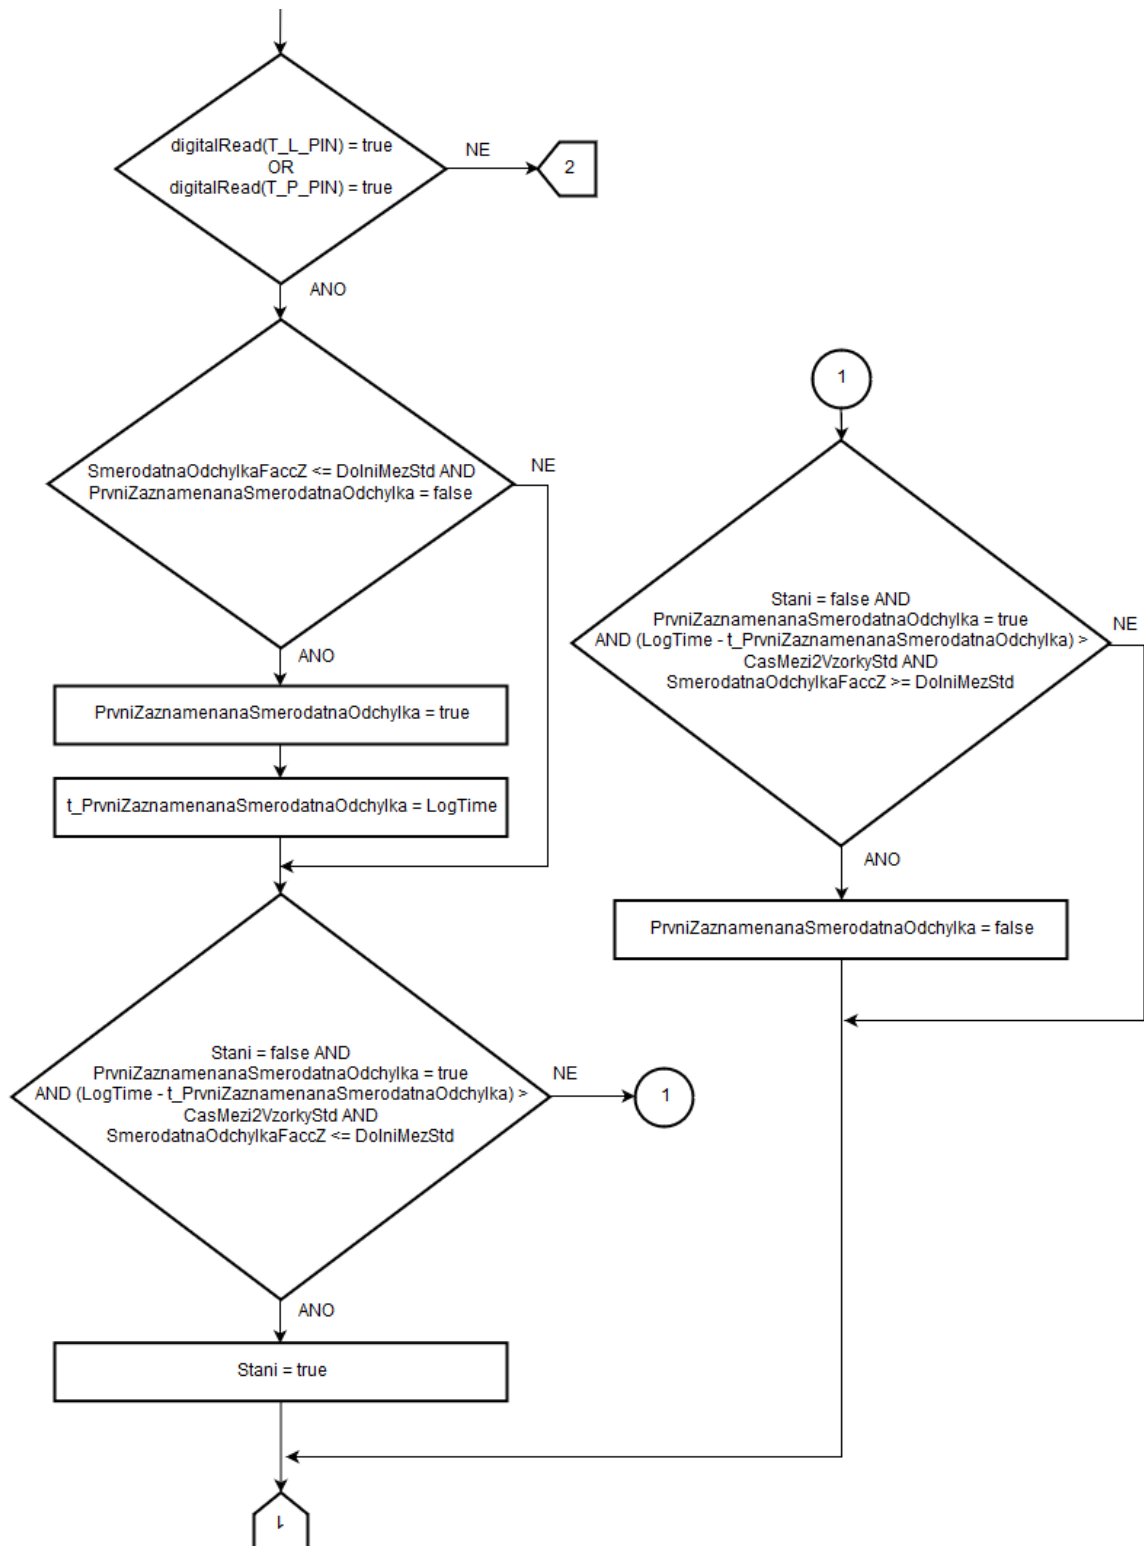 digitalRead(T_L_PIN) = true
OR
digitalRead(T_P_PIN) = true
NE
2
ANO
SmerodatnaOdchylkaFaccZ <= DolniMezStd AND
PrvniZaznamenanaSmerodatnaOdchylka = false
NE
ANO
PrvniZaznamenanaSmerodatnaOdchylka = true
t_PrvniZaznamenanaSmerodatnaOdchylka = LogTime
Stani = false AND
PrvniZaznamenanaSmerodatnaOdchylka = true
AND (LogTime - t_PrvniZaznamenanaSmerodatnaOdchylka) >
CasMezi2VzorkyStd AND
SmerodatnaOdchylkaFaccZ <= DolniMezStd
NE
1
ANO
Stani = true
1
1
Stani = false AND
PrvniZaznamenanaSmerodatnaOdchylka = true
AND (LogTime - t_PrvniZaznamenanaSmerodatnaOdchylka) >
CasMezi2VzorkyStd AND
SmerodatnaOdchylkaFaccZ >= DolniMezStd
NE
ANO
PrvniZaznamenanaSmerodatnaOdchylka = false